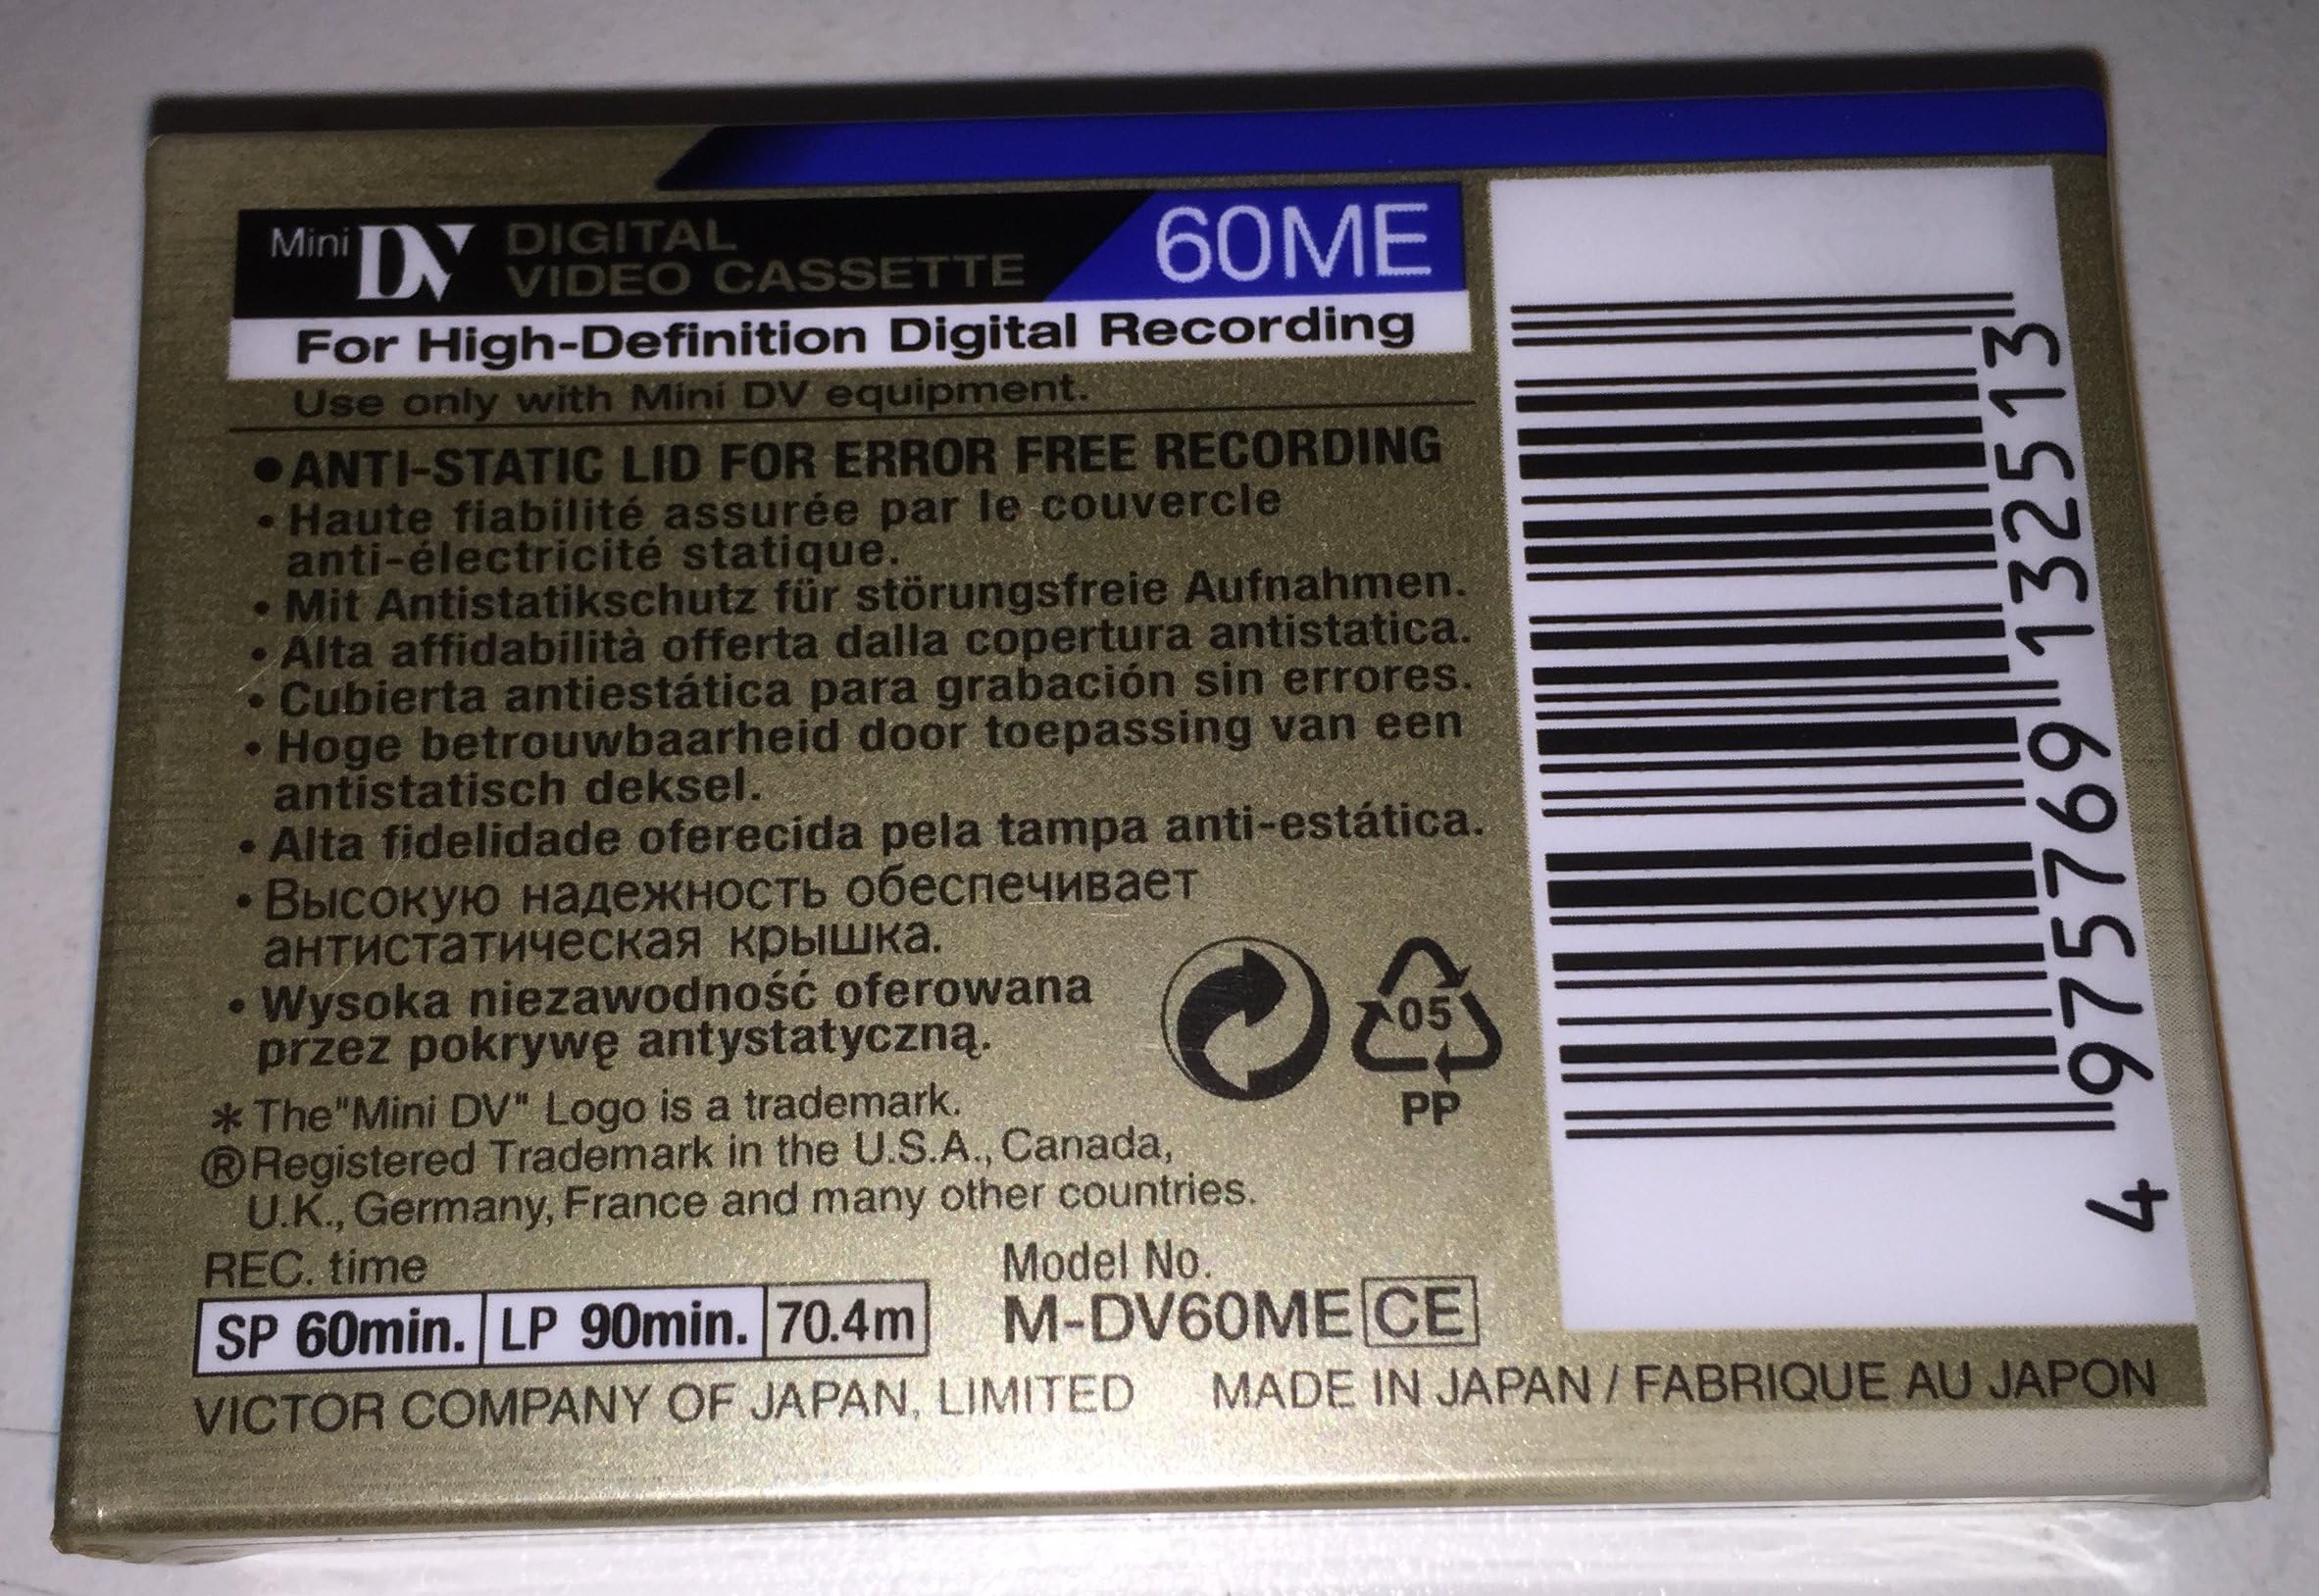 Mini DV DIGITAL
VIDEO CASSETTE
60ME
For High-Definition Digital Recording
Use only with Mini DV equipment.
●ANTI-STATIC LID FOR ERROR FREE RECORDING
• Haute fiabilité assurée par le couvercle
anti-électricité statique.
• Mit Antistatikschutz für störungsfreie Aufnahmen.
• Alta affidabilità offerta dalla copertura antistatica.
• Cubierta antiestática para grabación sin errores.
• Hoge betrouwbaarheid door toepassing van een
antistatisch deksel.
• Alta fidelidade oferecida pela tampa anti-estática.
• Высокую надежность обеспечивает
антистатическая крышка.
• Wysoka niezawodność oferowana
przez pokrywę antystatyczną.
05
PP
* The"Mini DV" Logo is a trademark.
®Registered Trademark in the U.S.A., Canada,
U.K., Germany, France and many other countries.
REC. time
SP 60min. LP 90min. 70.4m
Model No.
M-DV60ME CE
VICTOR COMPANY OF JAPAN, LIMITED MADE IN JAPAN / FABRIQUE AU JAPON
4 975769 132513